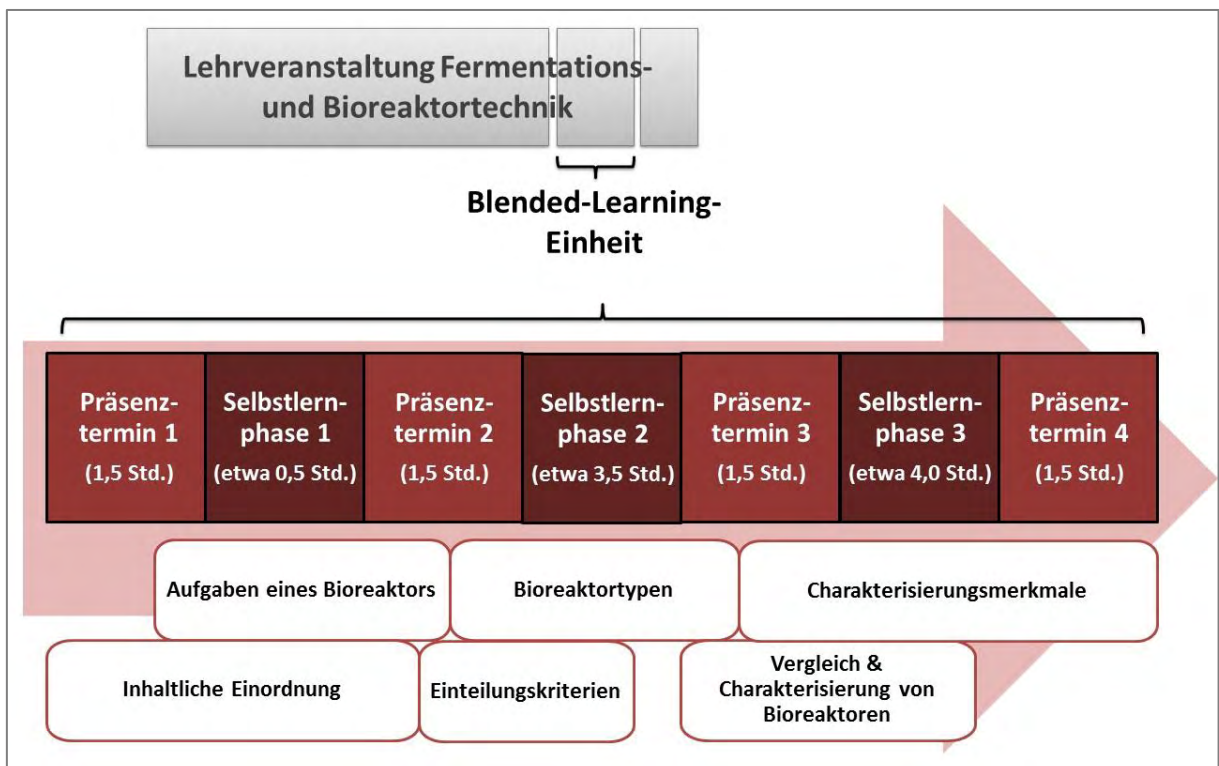 Lehrveranstaltung Fermentations-
und Bioreaktortechnik
Blended-Learning-
Einheit
Präsenz-
termin 1
(1,5 Std.)
Selbstlern-
phase 1
(etwa 0,5 Std.)
Präsenz-
termin 2
(1,5 Std.)
Selbstlern-
phase 2
(etwa 3,5 Std.)
Präsenz-
termin 3
(1,5 Std.)
Selbstlern-
phase 3
(etwa 4,0 Std.)
Präsenz-
termin 4
(1,5 Std.)
Aufgaben eines Bioreaktors
Bioreaktortypen
Charakterisierungsmerkmale
Inhaltliche Einordnung
Einteilungskriterien
Vergleich &
Charakterisierung von
Bioreaktoren